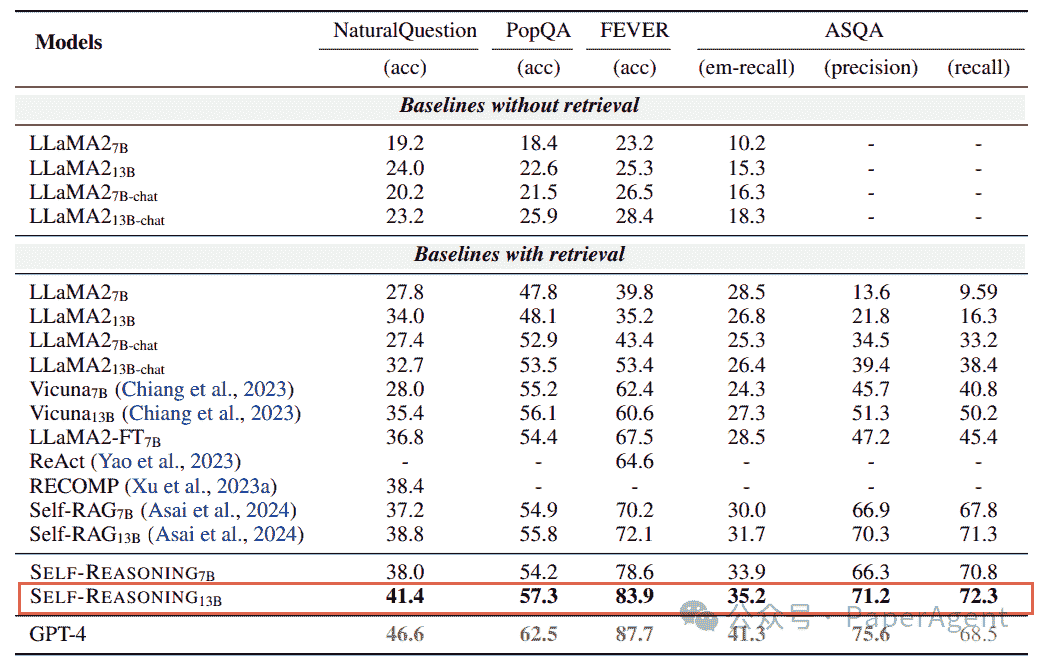 Models NaturalQuestion PopQA FEVER ASQA
(acc) (acc) (acc) (em-recall) (precision) (recall)
Baselines without retrieval
LLaMA2 7B 19.2 18.4 23.2 10.2 - -
LLaMA2 13B 24.0 22.6 25.3 15.3 - -
LLaMA2 7B-chat 20.2 21.5 26.5 16.3 - -
LLaMA2 13B-chat 23.2 25.9 28.4 18.3 - -
Baselines with retrieval
LLaMA2 7B 27.8 47.8 39.8 28.5 13.6 9.59
LLaMA2 13B 34.0 48.1 35.2 26.8 21.8 16.3
LLaMA2 7B-chat 27.4 52.9 43.4 25.3 34.5 33.2
LLaMA2 13B-chat 32.7 53.5 53.4 26.4 39.4 38.4
Vicuna 7B (Chiang et al., 2023) 28.0 55.2 62.4 24.3 45.7 40.8
Vicuna 13B (Chiang et al., 2023) 35.4 56.1 60.6 27.3 51.3 50.2
LLaMA2-FT 7B 36.8 54.4 67.5 28.5 47.2 45.4
ReAct (Yao et al., 2023) - - 64.6 - - -
RECOMP (Xu et al., 2023a) 38.4 - - - - -
Self-RAG 7B (Asai et al., 2024) 37.2 54.9 70.2 30.0 66.9 67.8
Self-RAG 13B (Asai et al., 2024) 38.8 55.8 72.1 31.7 70.3 71.3
SELF-REASONING 7B 38.0 54.2 78.6 33.9 66.3 70.8
SELF-REASONING 13B 41.4 57.3 83.9 35.2 71.2 72.3
公众号 · PaperAgent
GPT-4 46.6 62.5 87.7 41.3 75.6 68.5